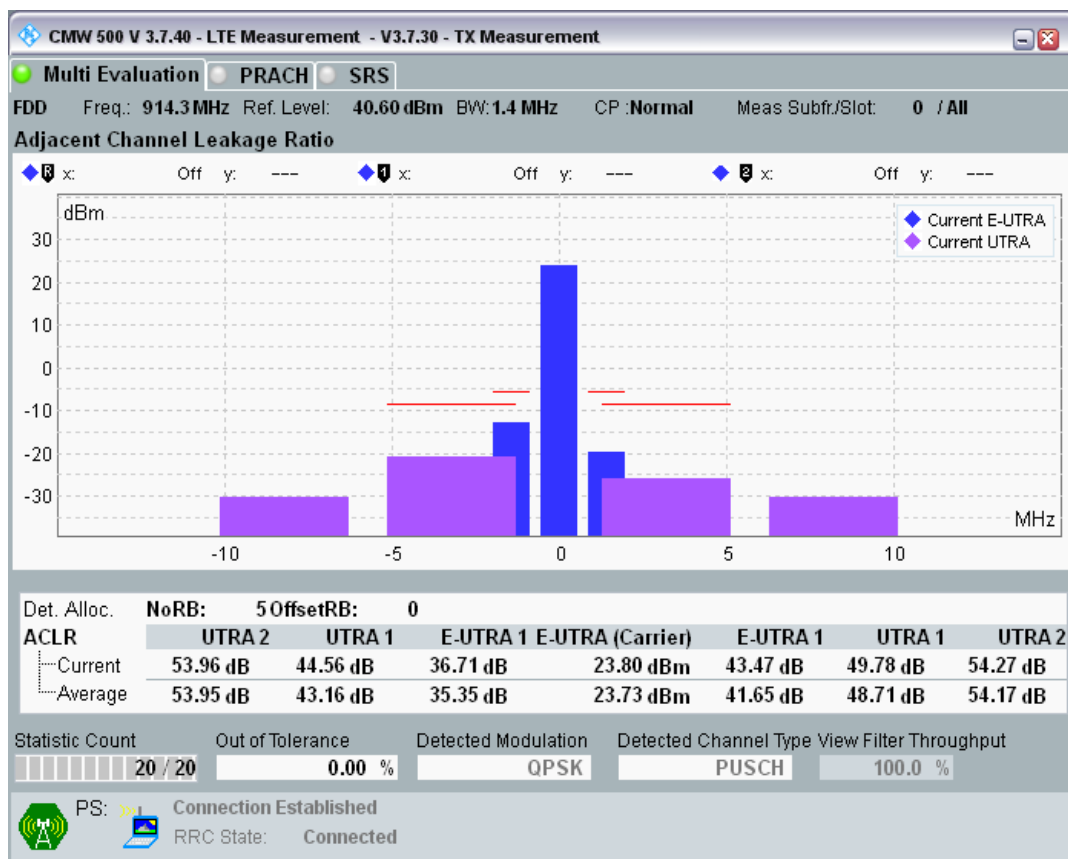 CMW 500 V 3.7.40 - LTE Measurement - V3.7.30 - TX Measurement
Multi Evaluation PRACH SRS
FDD Freq.: 914.3 MHz Ref. Level: 40.60 dBm BW: 1.4 MHz CP :Normal Meas Subfr./Slot: 0 / All
Adjacent Channel Leakage Ratio
R x: Off y: --- 1 x: Off y: --- 2 x: Off y: ---
dBm
Current E-UTRA
Current UTRA
30
20
10
0
-10
-20
-30
MHz
-10 -5 0 5 10
Det. Alloc. NoRB: 5 OffsetRB: 0
ACLR UTRA 2 UTRA 1 E-UTRA 1 E-UTRA (Carrier) E-UTRA 1 UTRA 1 UTRA 2
Current 53.96 dB 44.56 dB 36.71 dB 23.80 dBm 43.47 dB 49.78 dB 54.27 dB
Average 53.95 dB 43.16 dB 35.35 dB 23.73 dBm 41.65 dB 48.71 dB 54.17 dB
Statistic Count Out of Tolerance Detected Modulation Detected Channel Type View Filter Throughput
20 / 20 0.00 % QPSK PUSCH 100.0 %
PS: Connection Established
RRC State: Connected